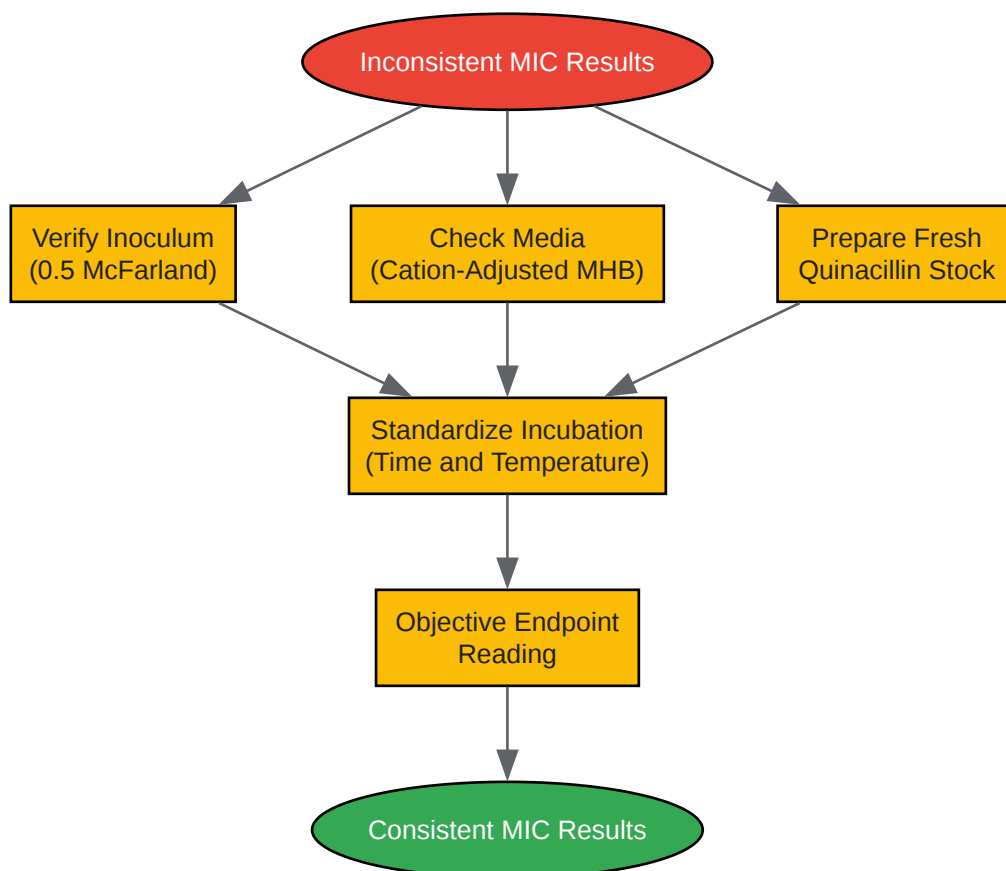 Inconsistent MIC Results
Verify Inoculum
(0.5 McFarland)
Check Media
(Cation-Adjusted MHB)
Prepare Fresh
Quinacillin Stock
Standardize Incubation
(Time and Temperature)
Objective Endpoint
Reading
Consistent MIC Results